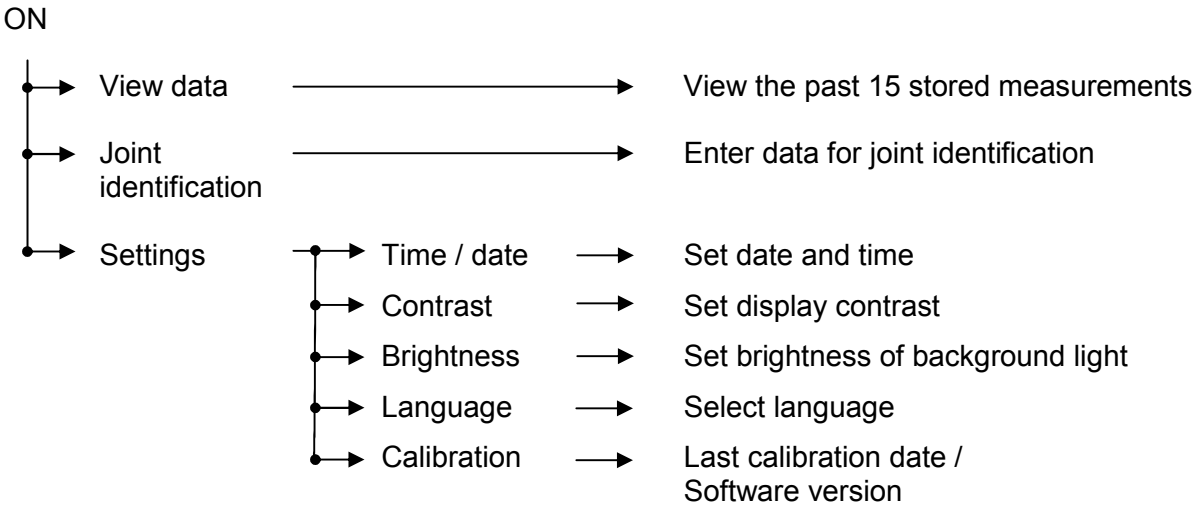 ON
View data View the past 15 stored measurements
Joint Enter data for joint identification
identification
Settings Time / date Set date and time
Contrast Set display contrast
Brightness Set brightness of background light
Language Select language
Calibration Last calibration date /
Software version